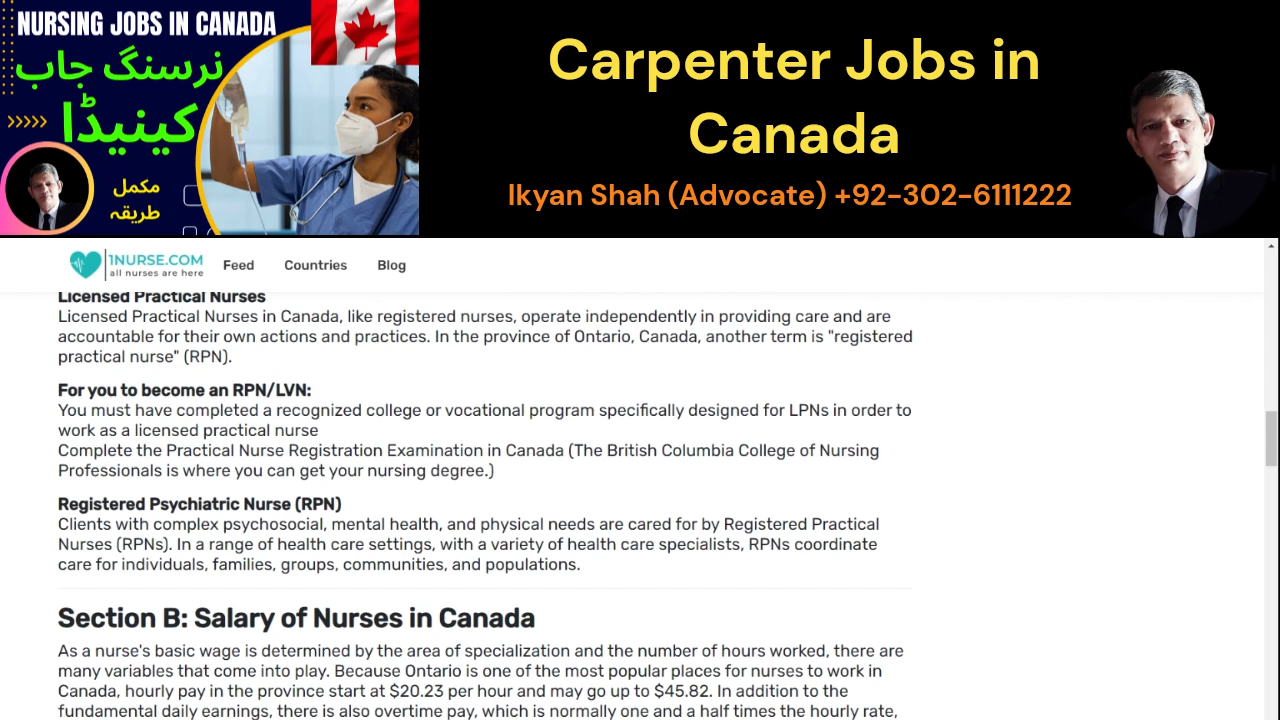 NURSING JOBS IN CANADA
نرسنگ جاب
کینیڈا
مکمل
طریقہ
Carpenter Jobs in
Canada
Ikyan Shah (Advocate) +92-302-6111222
1NURSE.COM
all nurses are here
Feed
Countries
Blog
Licensed Practical Nurses
Licensed Practical Nurses in Canada, like registered nurses, operate independently in providing care and are
accountable for their own actions and practices. In the province of Ontario, Canada, another term is "registered
practical nurse" (RPN).
For you to become an RPN/LVN:
You must have completed a recognized college or vocational program specifically designed for LPNs in order to
work as a licensed practical nurse
Complete the Practical Nurse Registration Examination in Canada (The British Columbia College of Nursing
Professionals is where you can get your nursing degree.)
Registered Psychiatric Nurse (RPN)
Clients with complex psychosocial, mental health, and physical needs are cared for by Registered Practical
Nurses (RPNs). In a range of health care settings, with a variety of health care specialists, RPNs coordinate
care for individuals, families, groups, communities, and populations.
Section B: Salary of Nurses in Canada
As a nurse's basic wage is determined by the area of specialization and the number of hours worked, there are
many variables that come into play. Because Ontario is one of the most popular places for nurses to work in
Canada, hourly pay in the province start at $20.23 per hour and may go up to $45.82. In addition to the
fundamental daily earnings, there is also overtime pay, which is normally one and a half times the hourly rate,